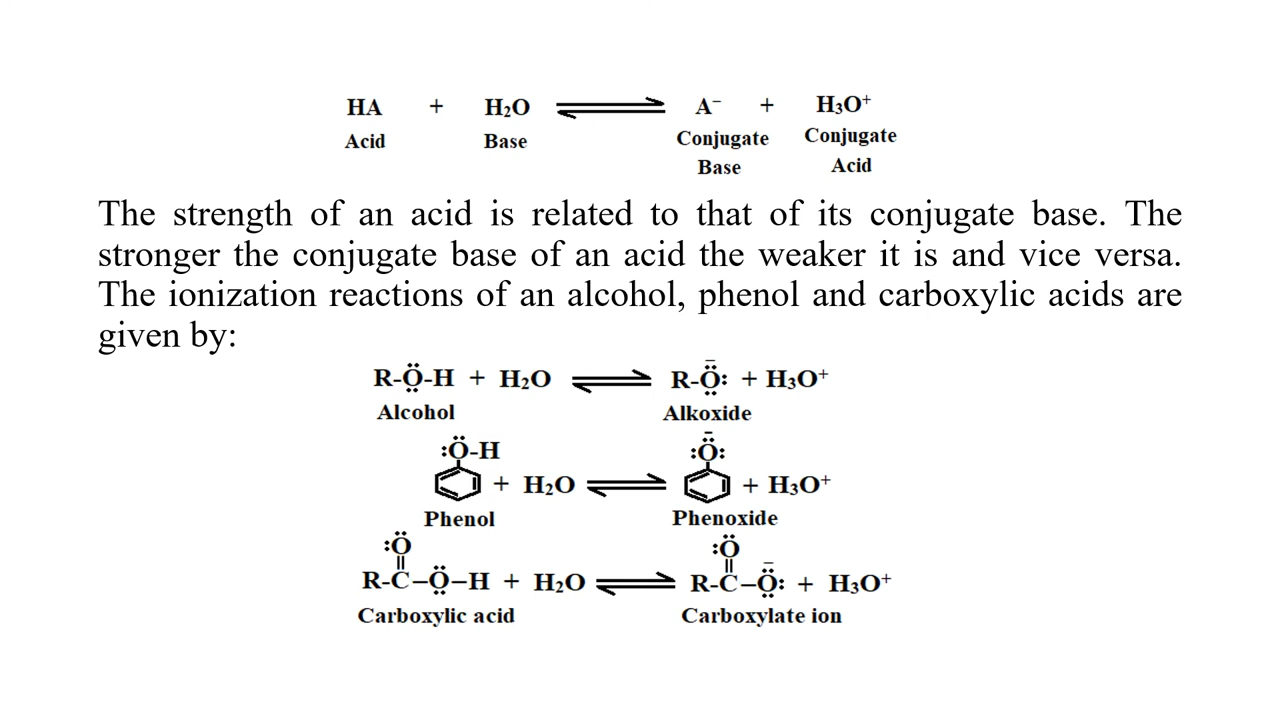 HA + H₂O ⇌ A⁻ + H₃O⁺
Acid Base Conjugate Base Conjugate Acid
The strength of an acid is related to that of its conjugate base. The
stronger the conjugate base of an acid the weaker it is and vice versa.
The ionization reactions of an alcohol, phenol and carboxylic acids are
given by:
R-Ö-H + H₂O ⇌ R-Ö:⁻ + H₃O⁺
Alcohol Alkoxide
:Ö-H :Ö:⁻
+ H₂O ⇌ + H₃O⁺
Phenol Phenoxide
:Ö :Ö
R-C–Ö–H + H₂O ⇌ R-C–Ö:⁻ + H₃O⁺
Carboxylic acid Carboxylate ion